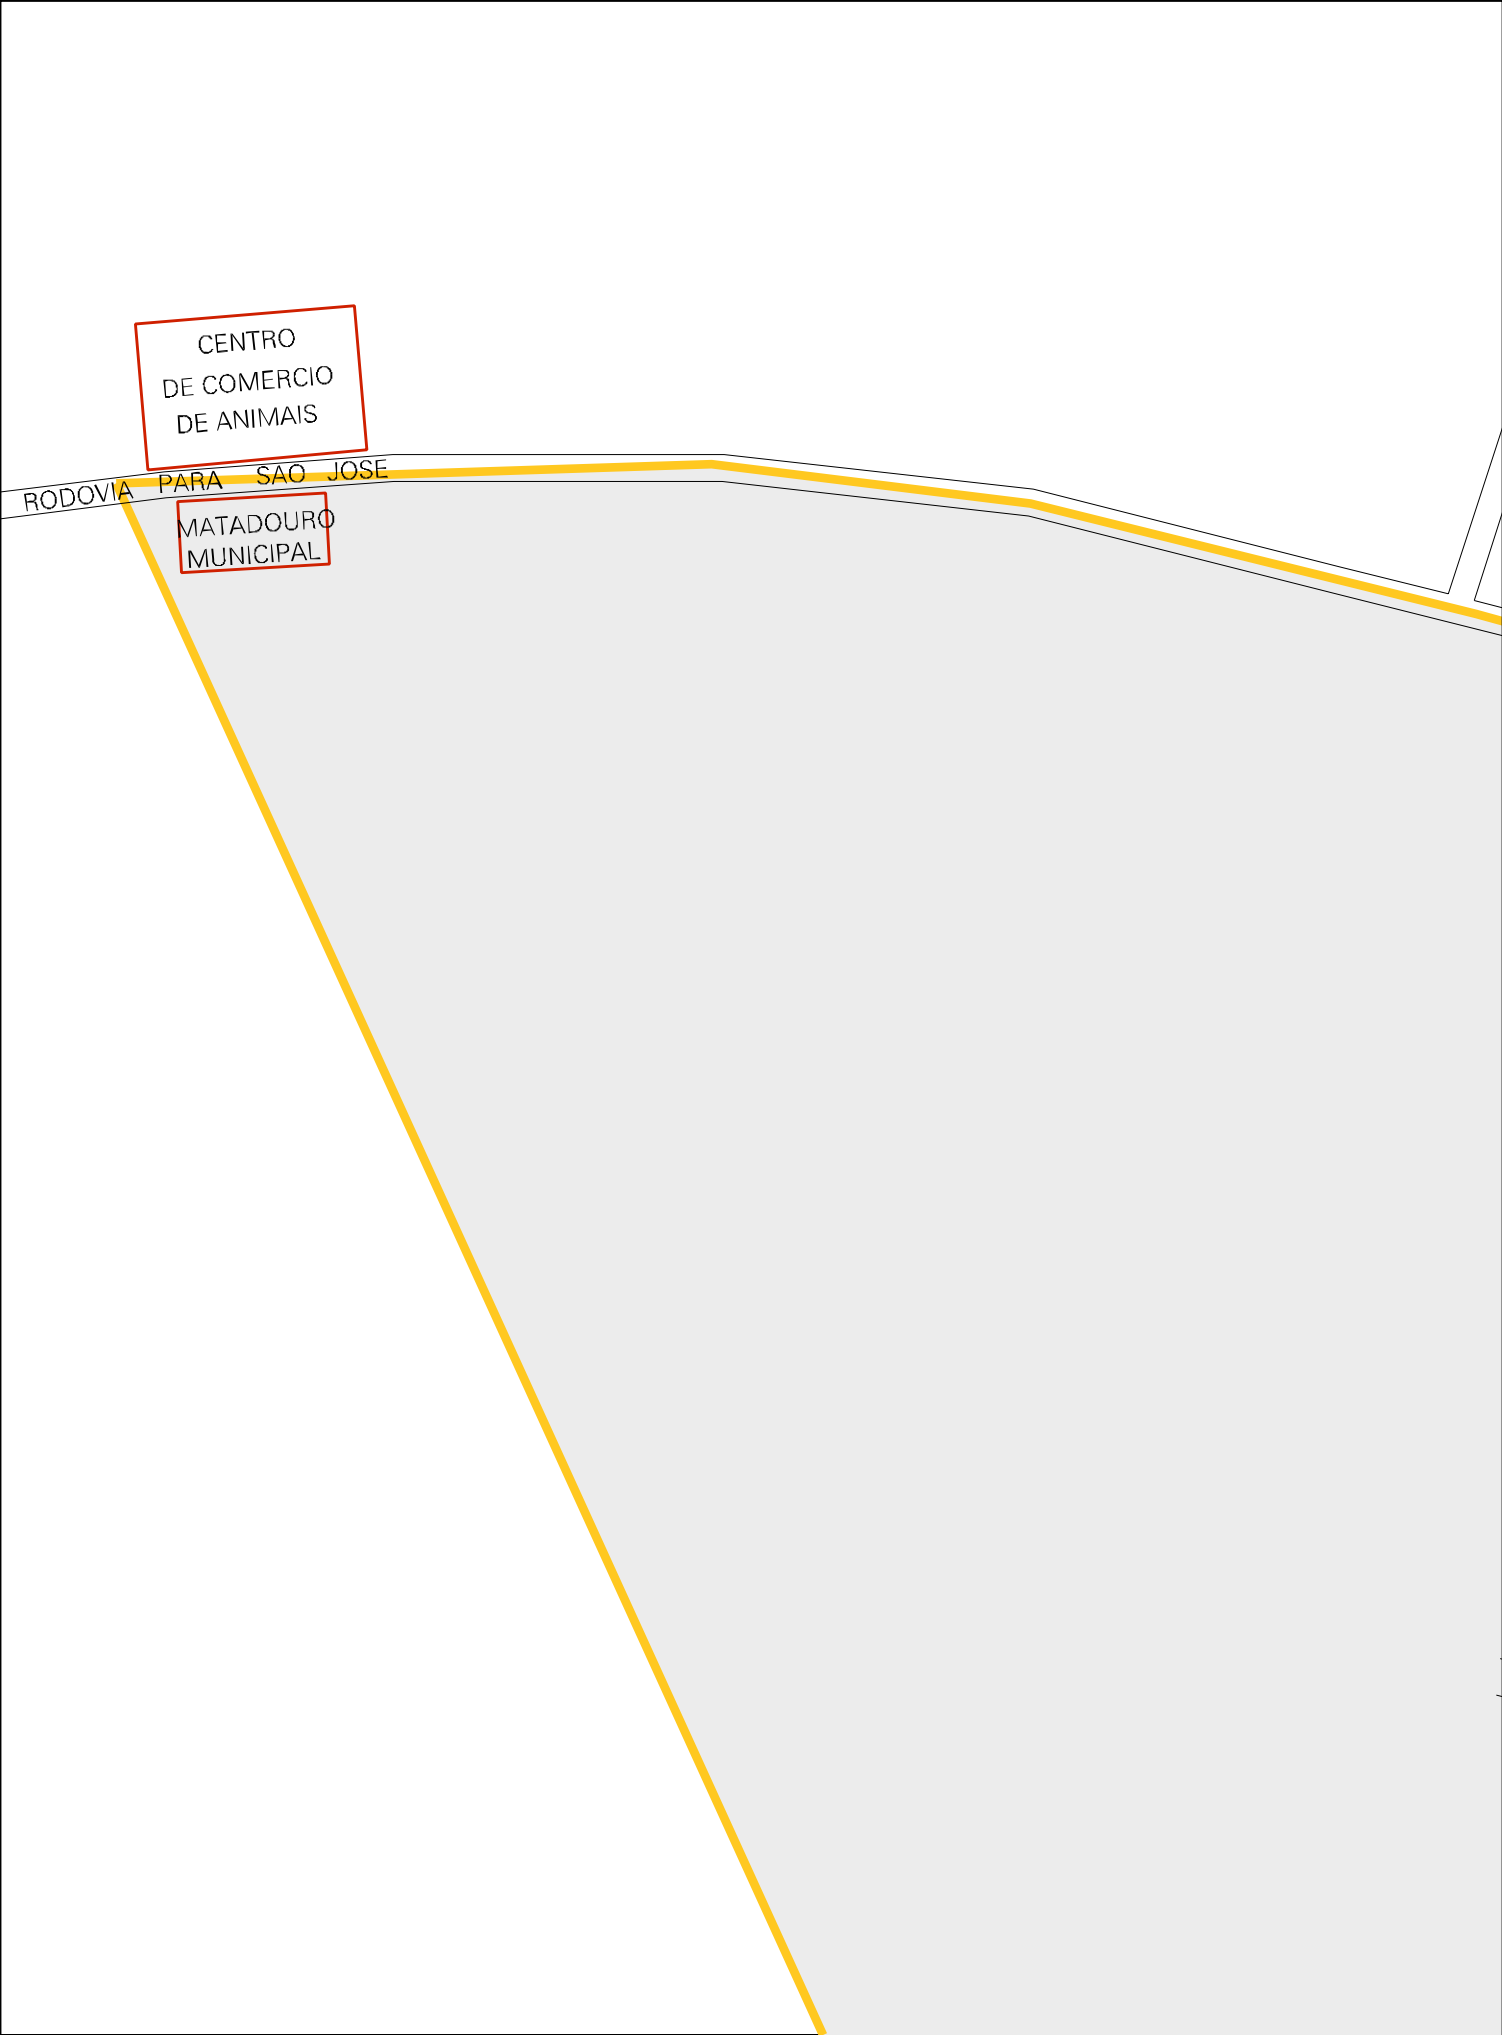 CENTRO
DE COMERCIO
DE ANIMAIS
RODOVIA PARA SAO JOSE
MATADOURO
MUNICIPAL